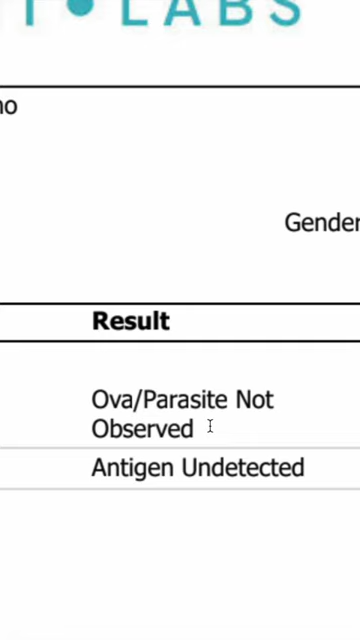 LABS
Gender
Result
Ova/Parasite Not
Observed
Antigen Undetected